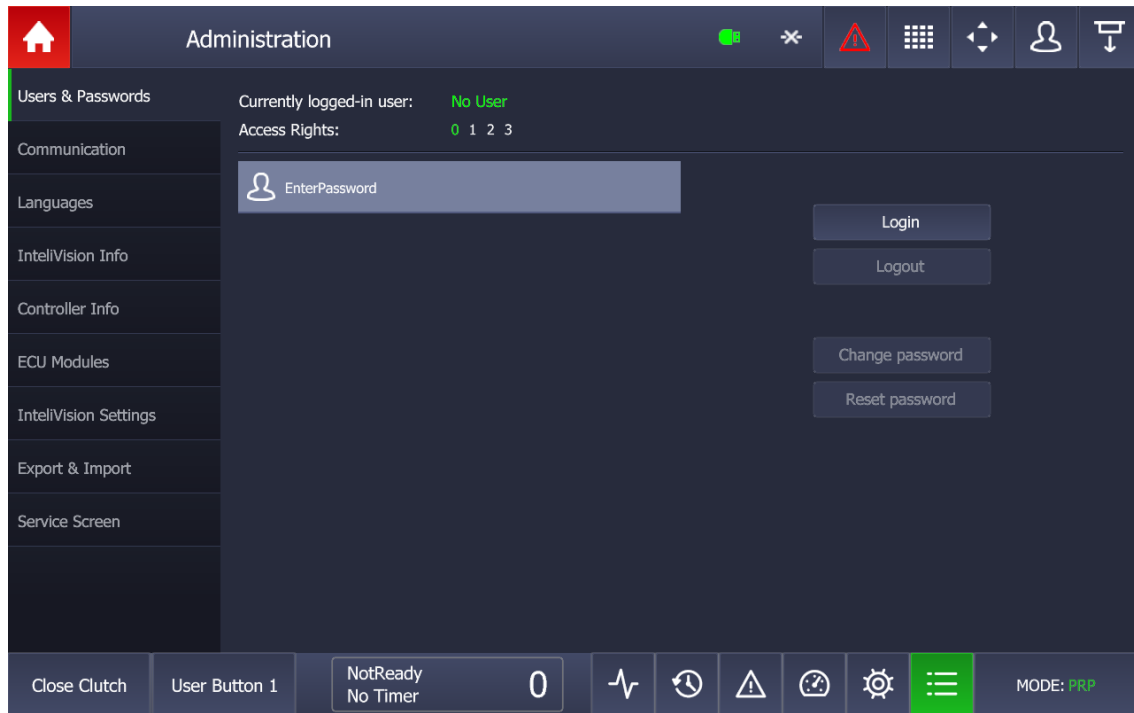 Administration
Users & Passwords
Communication
Languages
InteliVision Info
Controller Info
ECU Modules
InteliVision Settings
Export & Import
Service Screen
Currently logged-in user: No User
Access Rights: 0 1 2 3
EnterPassword
Login
Logout
Change password
Reset password
Close Clutch
User Button 1
NotReady
No Timer
0
MODE: PRP